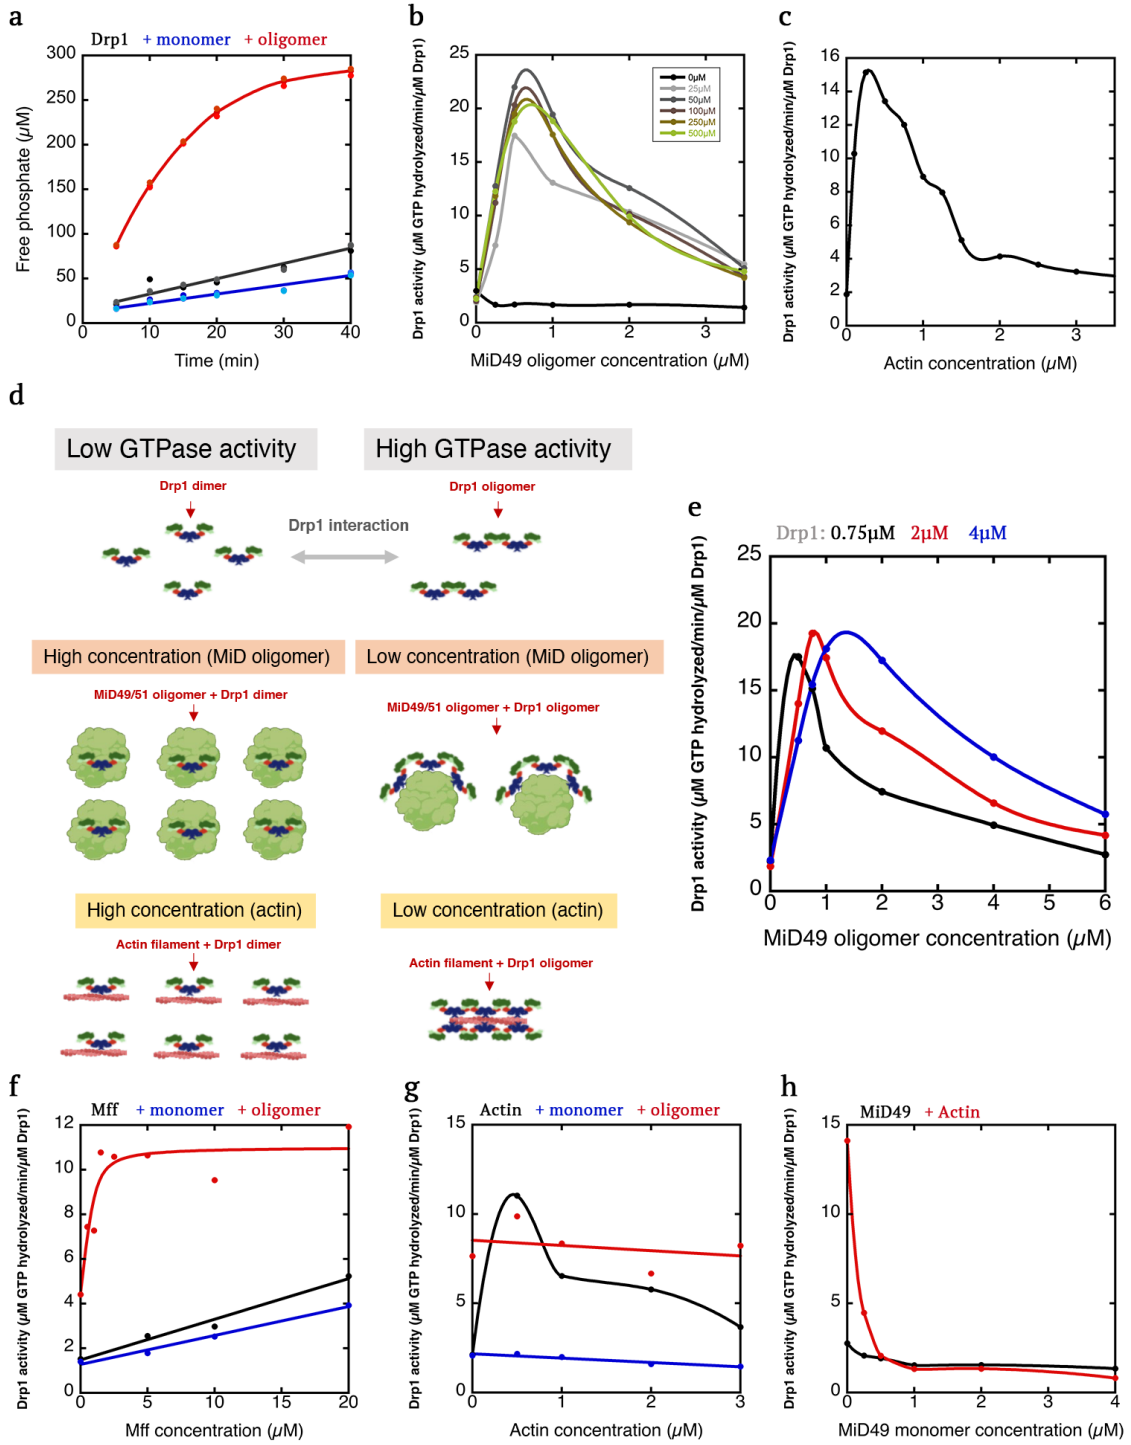 a
Drp1 + monomer + oligomer
300
250
200
150
100
50
0
Free phosphate (µM)
0 10 20 30 40
Time (min)
b
25
20
15
10
5
0
Drp1 activity (µM GTP hydrolyzed/min/µM Drp1)
0µM
25µM
50µM
100µM
250µM
500µM
0 1 2 3
MiD49 oligomer concentration (µM)
c
16
14
12
10
8
6
4
2
0
Drp1 activity (µM GTP hydrolyzed/min/µM Drp1)
0 1 2 3
Actin concentration (µM)
d
Low GTPase activity
High GTPase activity
Drp1 dimer
Drp1 oligomer
Drp1 interaction
High concentration (MiD oligomer)
Low concentration (MiD oligomer)
MiD49/51 oligomer + Drp1 dimer
MiD49/51 oligomer + Drp1 oligomer
High concentration (actin)
Low concentration (actin)
Actin filament + Drp1 dimer
Actin filament + Drp1 oligomer
e
Drp1: 0.75µM 2µM 4µM
25
20
15
10
5
0
Drp1 activity (µM GTP hydrolyzed/min/µM Drp1)
0 1 2 3 4 5 6
MiD49 oligomer concentration (µM)
f
Mff + monomer + oligomer
12
10
8
6
4
2
0
Drp1 activity (µM GTP hydrolyzed/min/µM Drp1)
0 5 10 15 20
Mff concentration (µM)
g
Actin + monomer + oligomer
15
10
5
0
Drp1 activity (µM GTP hydrolyzed/min/µM Drp1)
0 1 2 3
Actin concentration (µM)
h
MiD49 + Actin
15
10
5
0
Drp1 activity (µM GTP hydrolyzed/min/µM Drp1)
0 1 2 3 4
MiD49 monomer concentration (µM)